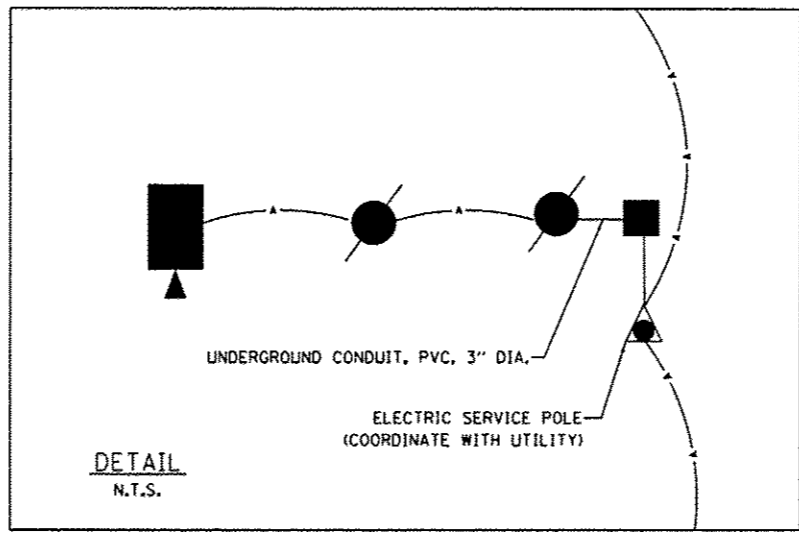 A
A
A
A
A
UNDERGROUND CONDUIT, PVC, 3" DIA.
ELECTRIC SERVICE POLE
(COORDINATE WITH UTILITY)
A
A
DETAIL
N.T.S.